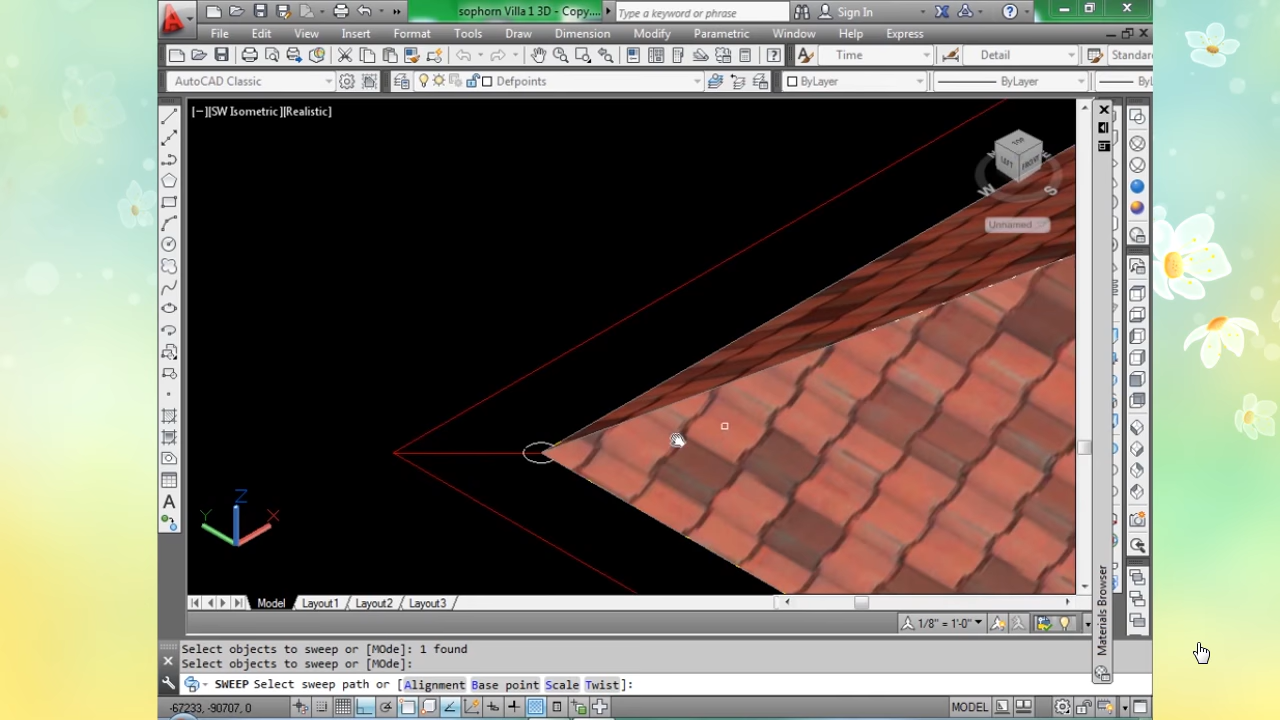 sophorn Villa 1 3D - Copy....
Type a keyword or phrase
Sign In
File Edit View Insert Format Tools Draw Dimension Modify Parametric Window Help Express
Time
Detail
Standard
AutoCAD Classic
Defpoints
ByLayer
ByLayer
[−][SW Isometric][Realistic]
TOP
LEFT
FRONT
W
S
Unnamed
Z
Y
X
Materials Browser
Model Layout1 Layout2 Layout3
1/8" = 1'-0"
Select objects to sweep or [MOde]: 1 found
Select objects to sweep or [MOde]:
SWEEP Select sweep path or [Alignment Base point Scale Twist]:
-67233, -90707, 0
MODEL